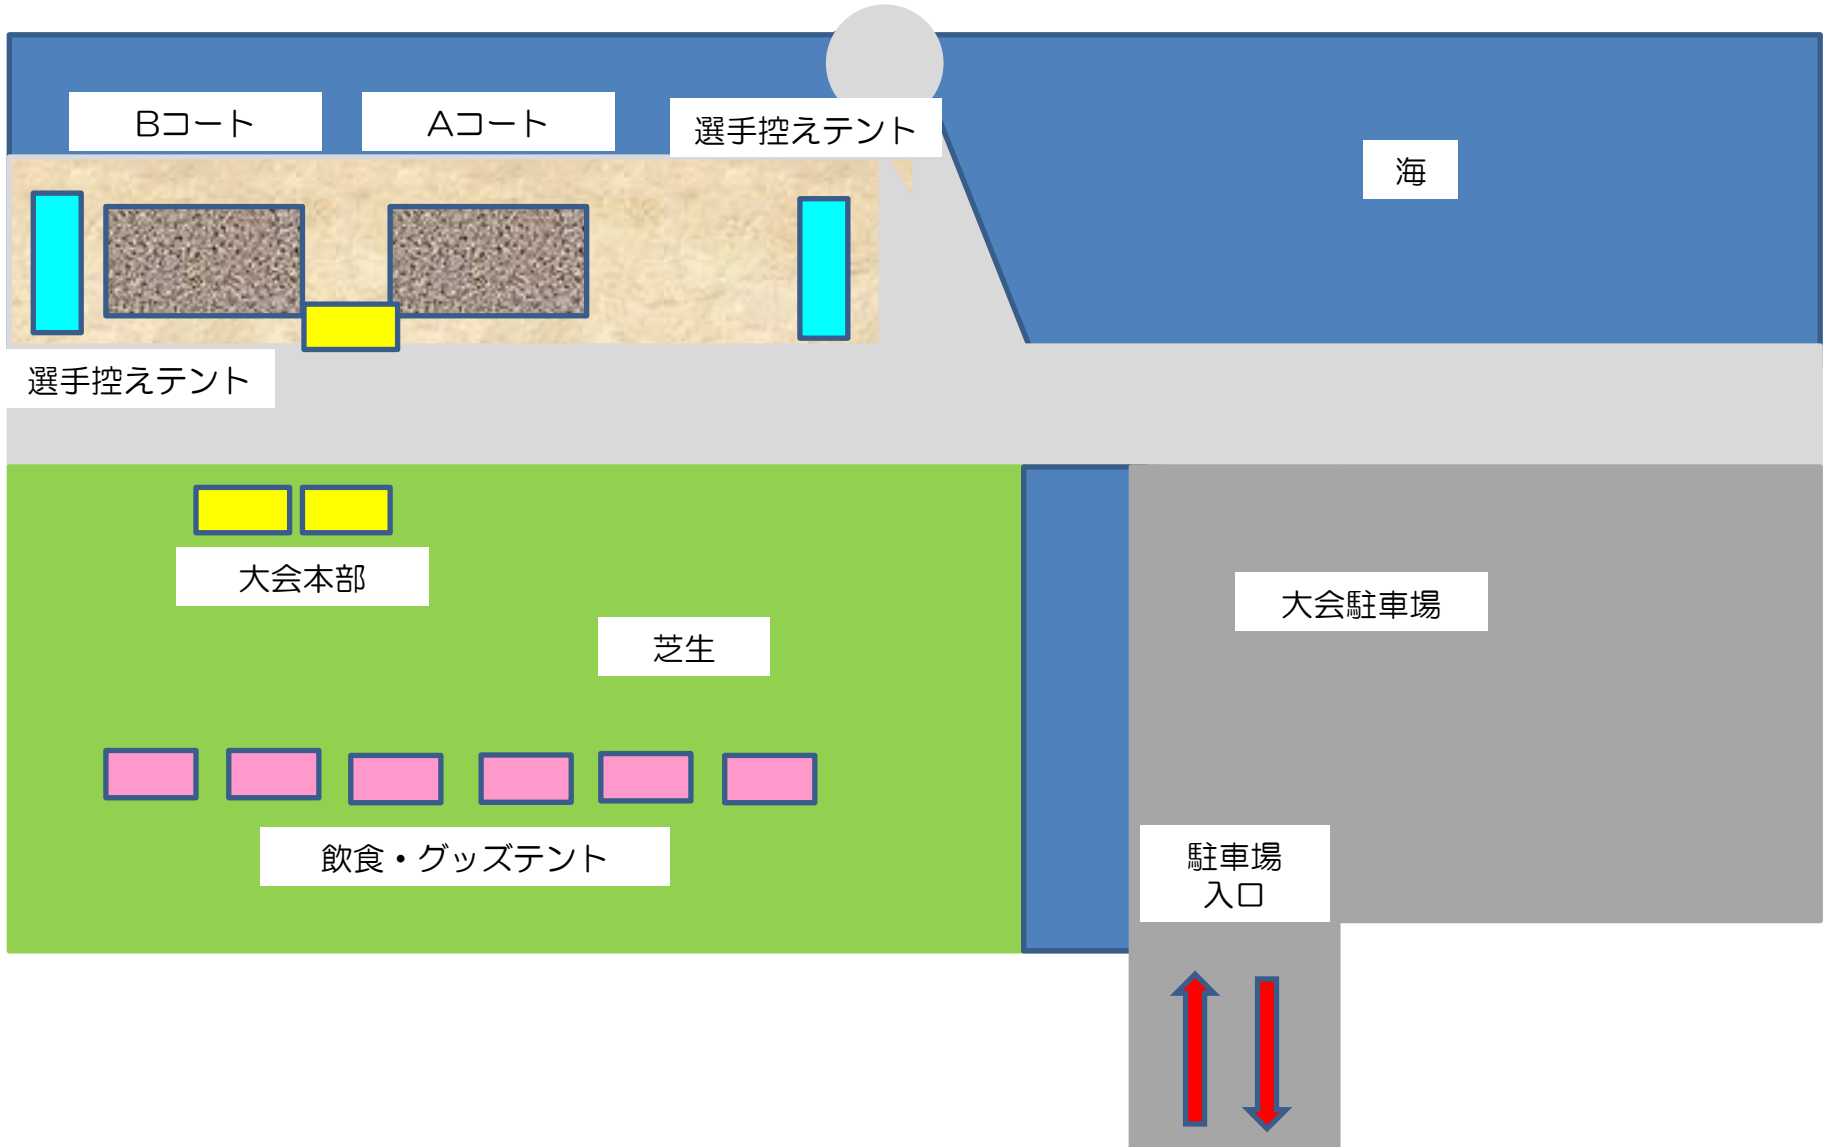 Bコート
Aコート
選手控えテント
海
選手控えテント
大会本部
大会駐車場
芝生
飲食・グッズテント
駐車場
入口